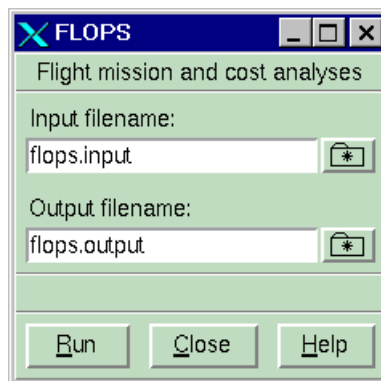 FLOPS
Flight mission and cost analyses
Input filename:
flops.input
Output filename:
flops.output
Run Close Help